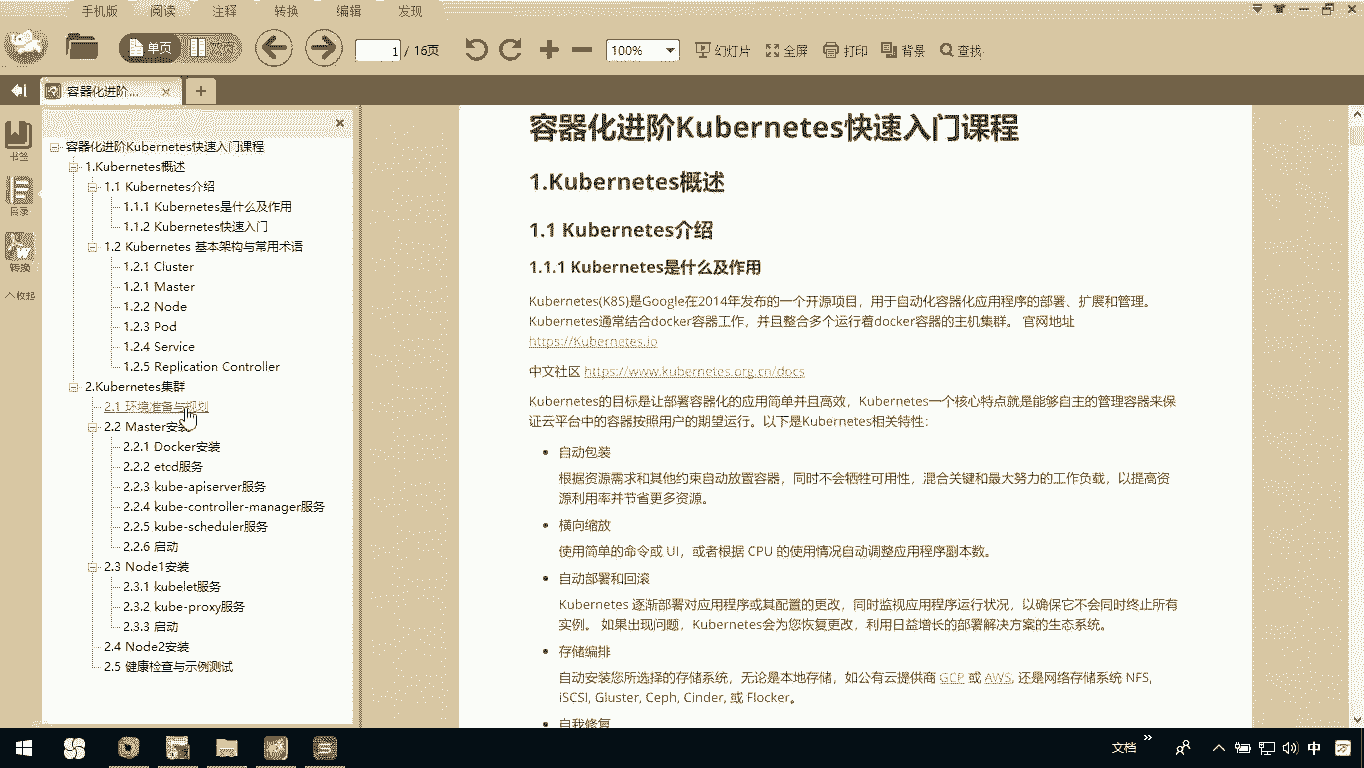 手机版 阅读 注释 转换 编辑 发现
单页 双页 1 / 16页 100% 幻灯片 全屏 打印 背景 查找
容器化进阶...
书签
目录
转换
收起
容器化进阶Kubernetes快速入门课程
1.Kubernetes概述
1.1 Kubernetes介绍
1.1.1 Kubernetes是什么及作用
1.1.2 Kubernetes快速入门
1.2 Kubernetes 基本架构与常用术语
1.2.1 Cluster
1.2.1 Master
1.2.2 Node
1.2.3 Pod
1.2.4 Service
1.2.5 Replication Controller
2.Kubernetes集群
2.1 环境准备与规划
2.2 Master安装
2.2.1 Docker安装
2.2.2 etcd服务
2.2.3 kube-apiserver服务
2.2.4 kube-controller-manager服务
2.2.5 kube-scheduler服务
2.2.6 启动
2.3 Node1安装
2.3.1 kubelet服务
2.3.2 kube-proxy服务
2.3.3 启动
2.4 Node2安装
2.5 健康检查与示例测试
容器化进阶Kubernetes快速入门课程
1.Kubernetes概述
1.1 Kubernetes介绍
1.1.1 Kubernetes是什么及作用
Kubernetes(K8S)是Google在2014年发布的一个开源项目，用于自动化容器化应用程序的部署、扩展和管理。
Kubernetes通常结合docker容器工作，并且整合多个运行着docker容器的主机集群。 官网地址
https://Kubernetes.io
中文社区 https://www.kubernetes.org.cn/docs
Kubernetes的目标是让部署容器化的应用简单并且高效，Kubernetes一个核心特点就是能够自主的管理容器来保
证云平台中的容器按照用户的期望运行。以下是Kubernetes相关特性：
自动包装
根据资源需求和其他约束自动放置容器，同时不会牺牲可用性，混合关键和最大努力的工作负载，以提高资
源利用率并节省更多资源。
横向缩放
使用简单的命令或 UI，或者根据 CPU 的使用情况自动调整应用程序副本数。
自动部署和回滚
Kubernetes 逐渐部署对应用程序或其配置的更改，同时监视应用程序运行状况，以确保它不会同时终止所有
实例。 如果出现问题，Kubernetes会为您恢复更改，利用日益增长的部署解决方案的生态系统。
存储编排
自动安装您所选择的存储系统，无论是本地存储，如公有云提供商 GCP 或 AWS, 还是网络存储系统 NFS,
iSCSI, Gluster, Ceph, Cinder, 或 Flocker。
自我修复
文档 中